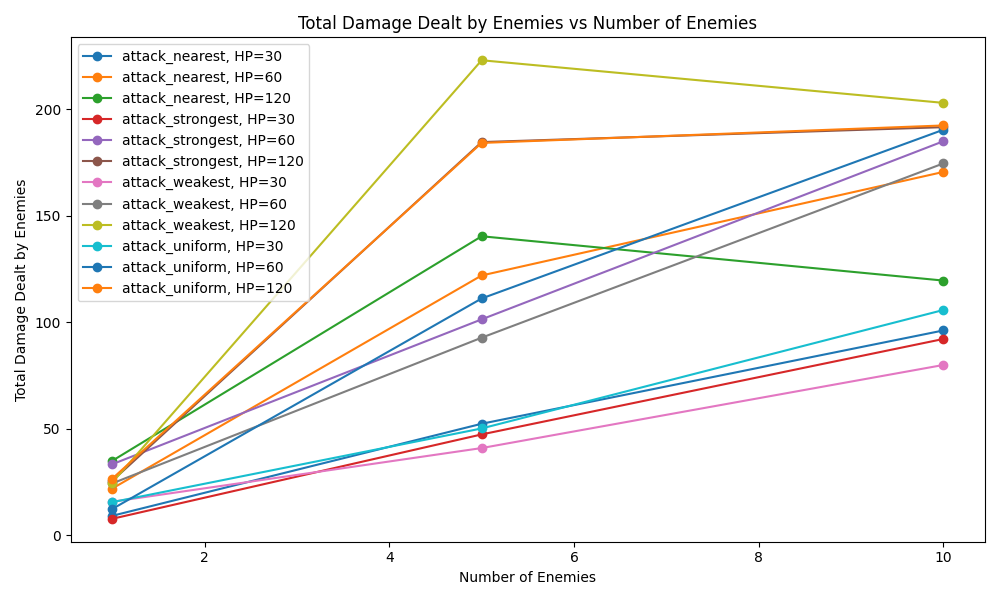 Total Damage Dealt by Enemies vs Number of Enemies
attack_nearest, HP=30
attack_nearest, HP=60
attack_nearest, HP=120
attack_strongest, HP=30
attack_strongest, HP=60
attack_strongest, HP=120
attack_weakest, HP=30
attack_weakest, HP=60
attack_weakest, HP=120
attack_uniform, HP=30
attack_uniform, HP=60
attack_uniform, HP=120
Total Damage Dealt by Enemies
200
150
100
50
0
2 4 6 8 10
Number of Enemies